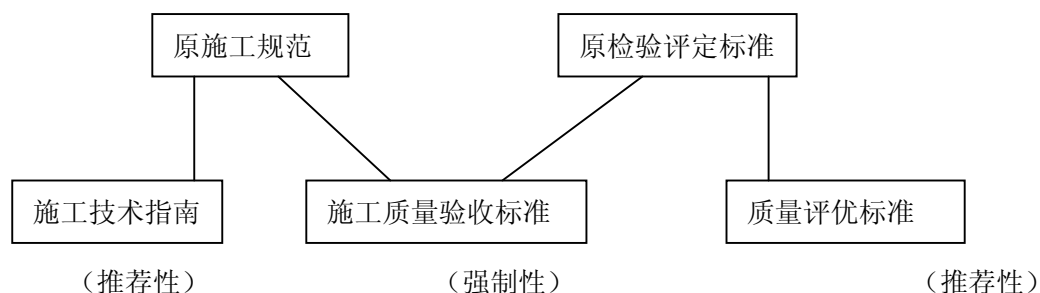 原施工规范 原检验评定标准
施工技术指南 施工质量验收标准 质量评优标准
（推荐性） （强制性） （推荐性）